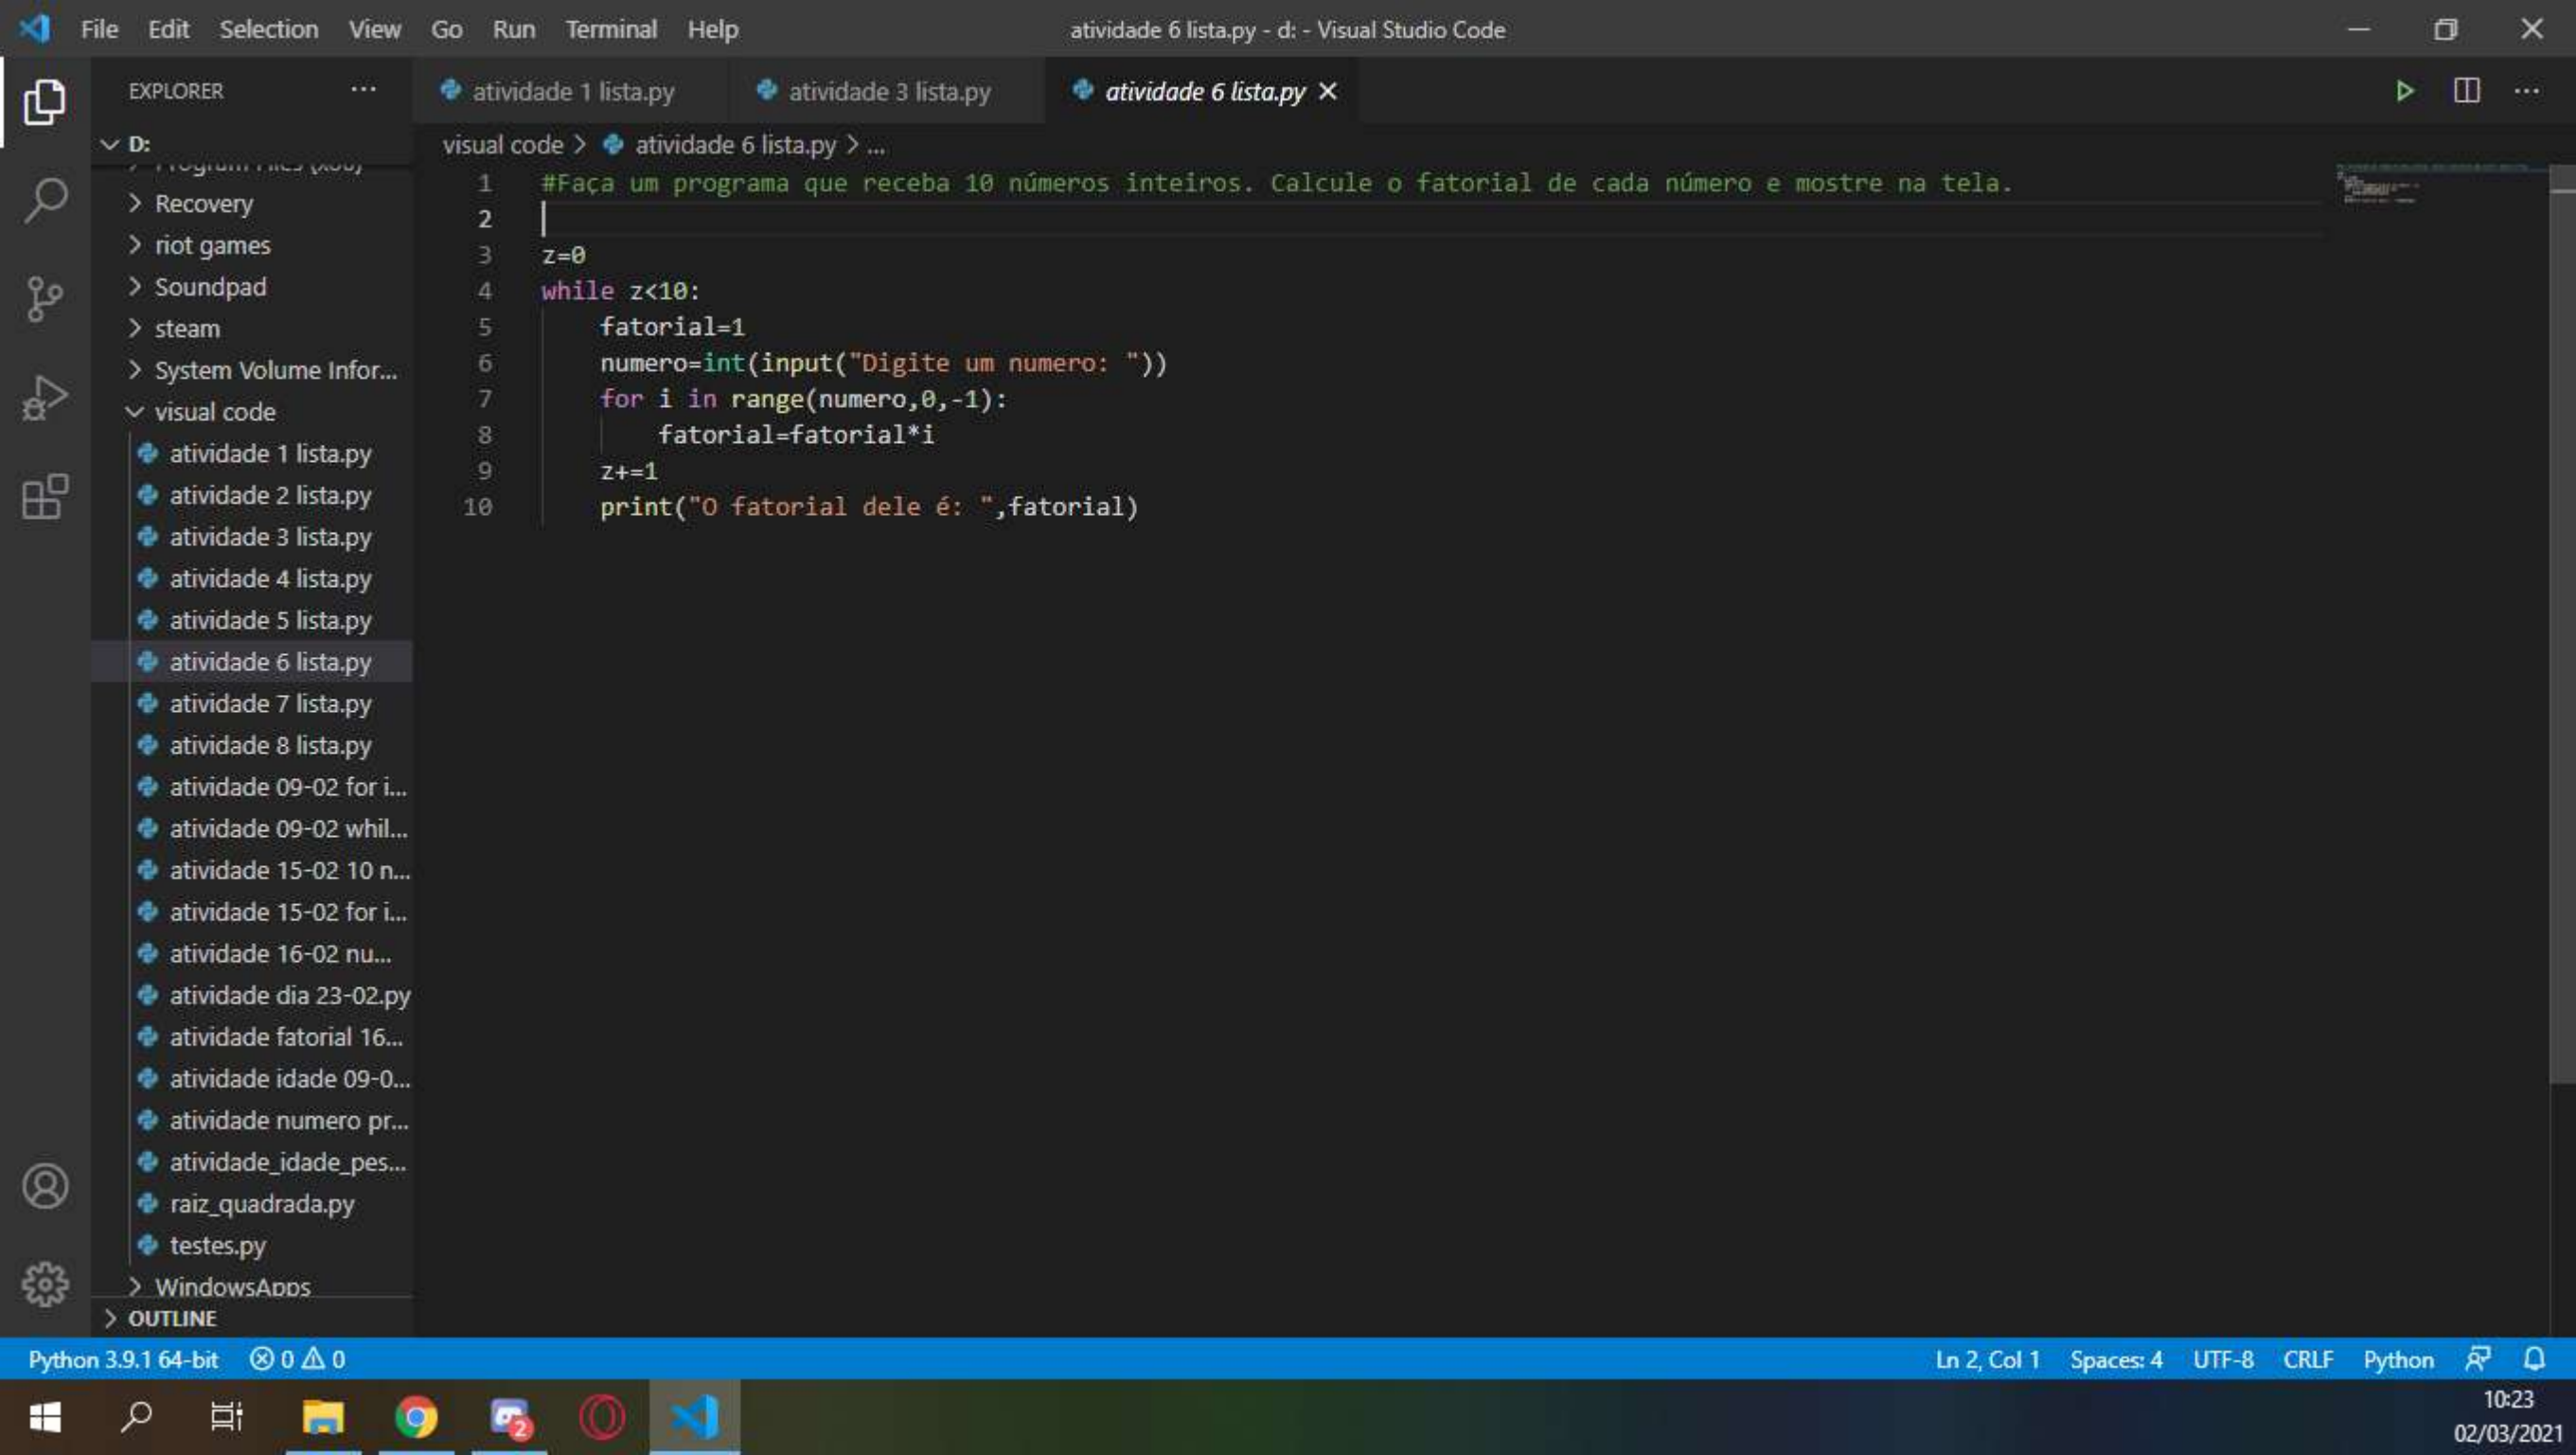 File Edit Selection View Go Run Terminal Help
atividade 6 lista.py - d: - Visual Studio Code
EXPLORER
D:
Recovery
riot games
Soundpad
steam
System Volume Infor...
visual code
atividade 1 lista.py
atividade 2 lista.py
atividade 3 lista.py
atividade 4 lista.py
atividade 5 lista.py
atividade 6 lista.py
atividade 7 lista.py
atividade 8 lista.py
atividade 09-02 for i...
atividade 09-02 whil...
atividade 15-02 10 n...
atividade 15-02 for i...
atividade 16-02 nu...
atividade dia 23-02.py
atividade fatorial 16...
atividade idade 09-0...
atividade numero pr...
atividade_idade_pes...
raiz_quadrada.py
testes.py
WindowsApps
OUTLINE
atividade 1 lista.py
atividade 3 lista.py
atividade 6 lista.py
visual code > atividade 6 lista.py > ...
1 #Faça um programa que receba 10 números inteiros. Calcule o fatorial de cada número e mostre na tela.
2
3 z=0
4 while z<10:
5 fatorial=1
6 numero=int(input("Digite um numero: "))
7 for i in range(numero,0,-1):
8 fatorial=fatorial*i
9 z+=1
10 print("O fatorial dele é: ",fatorial)
Python 3.9.1 64-bit 0 0
Ln 2, Col 1 Spaces: 4 UTF-8 CRLF Python
2
10:23
02/03/2021